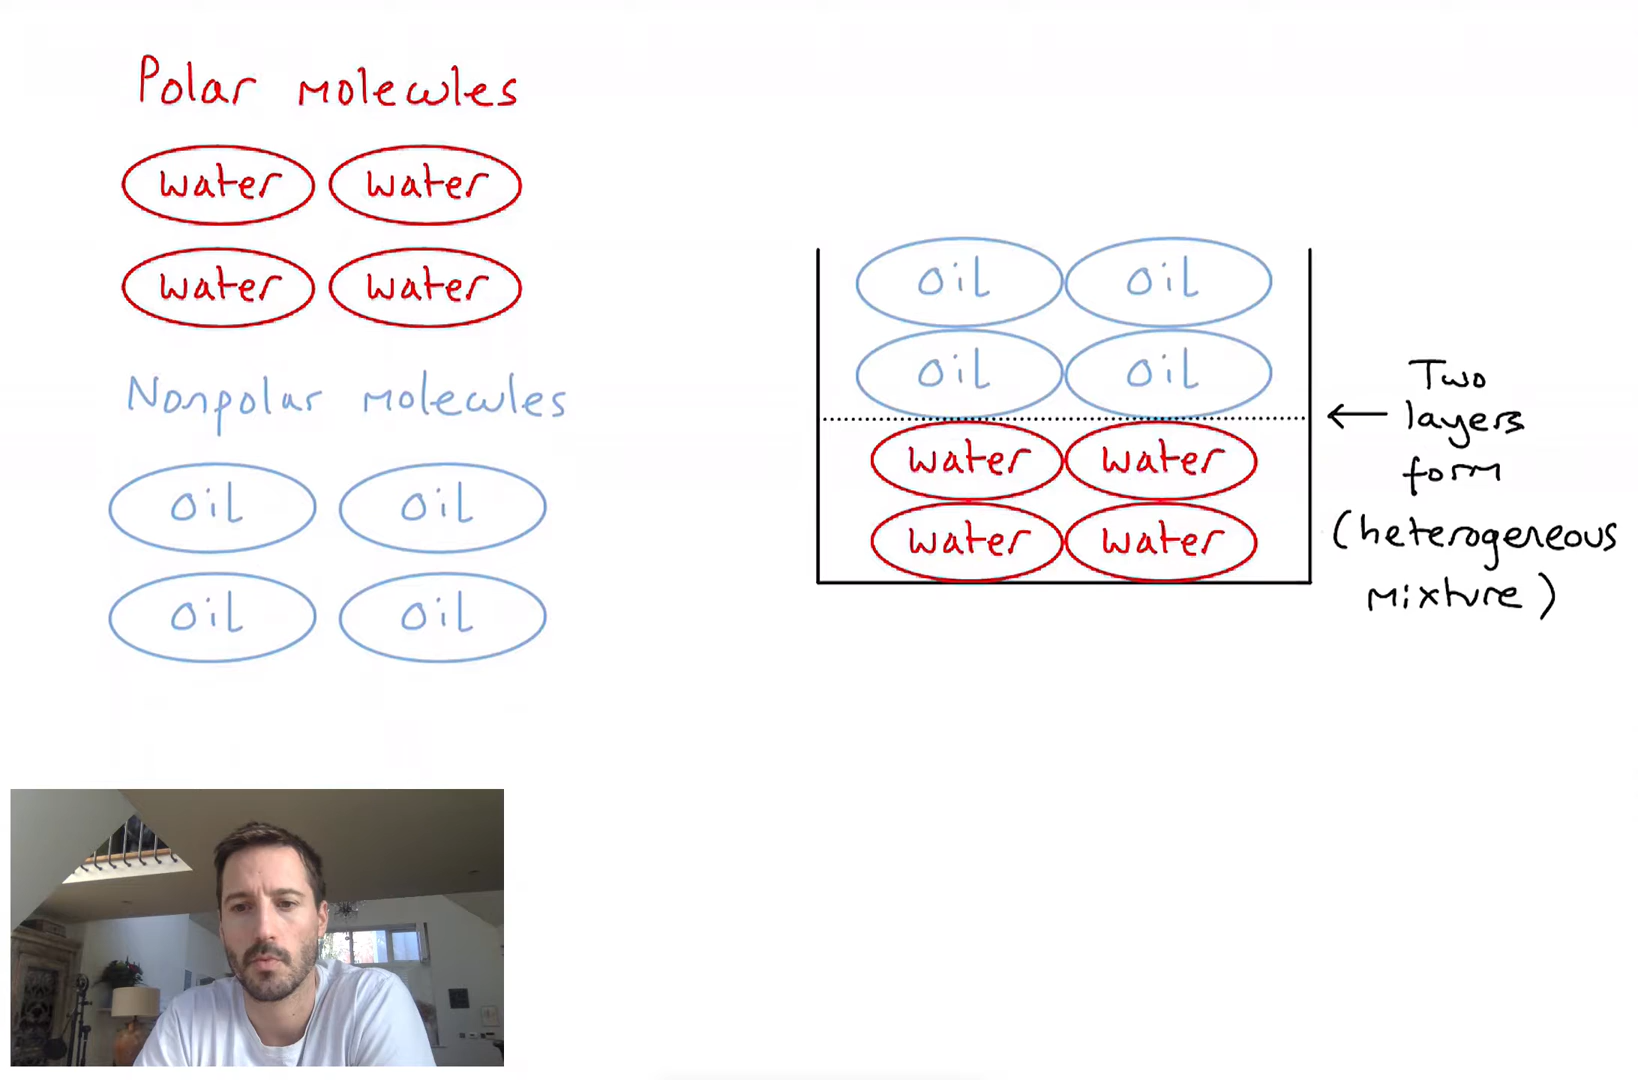 Polar molecules
water water
water water
Nonpolar molecules
oil oil
oil oil
oil oil
oil oil
water water
water water
Two
layers
form
(heterogeneous
mixture)